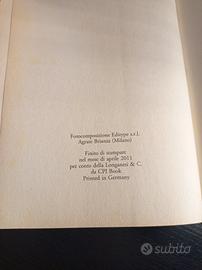 Fotocomposizione Editype s.r.l.
Agrate Brianza (Milano)
Finito di stampare
nel mese di aprile 2011
per conto della Longanesi & C.
da CPI Book
Printed in Germany
subito